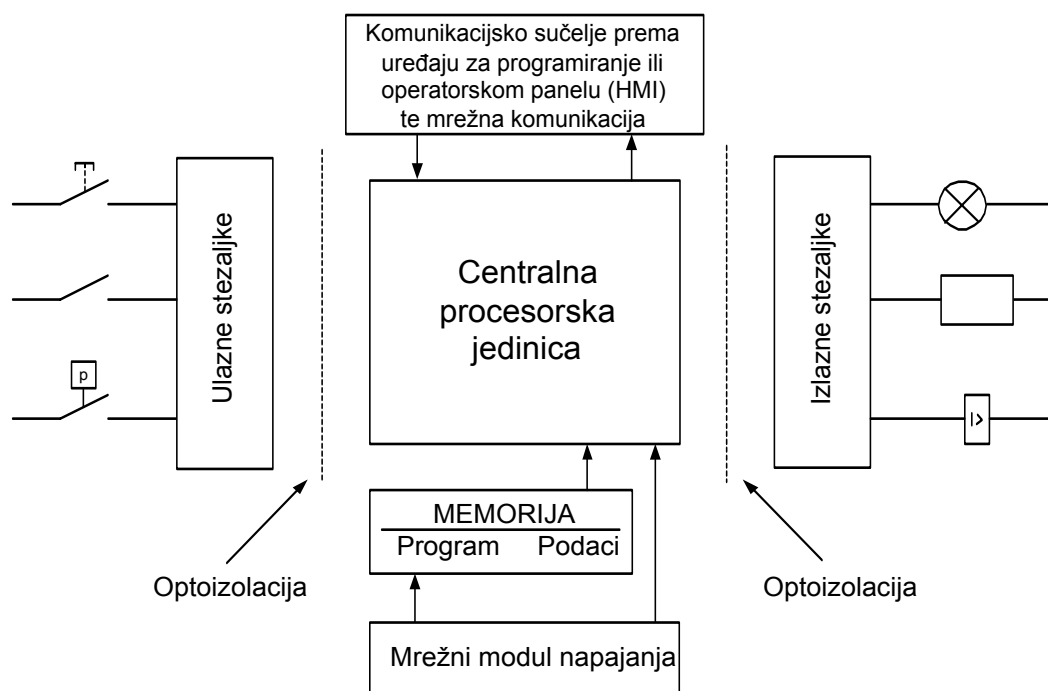 Komunikacijsko sučelje prema
uređaju za programiranje ili
operatorskom panelu (HMI)
te mrežna komunikacija
Ulazne stezaljke
p
Centralna
procesorska
jedinica
Izlazne stezaljke
MEMORIJA
Program Podaci
Optoizolacija
Optoizolacija
Mrežni modul napajanja